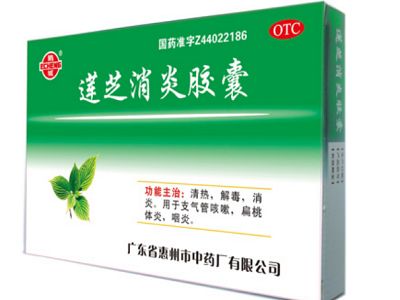 国药准字Z44022186
OTC
莲芝消炎胶囊
功能主治：清热，解毒，消
炎。用于支气管咳嗽，扁桃
体炎，咽炎。
广东省惠州市中药厂有限公司